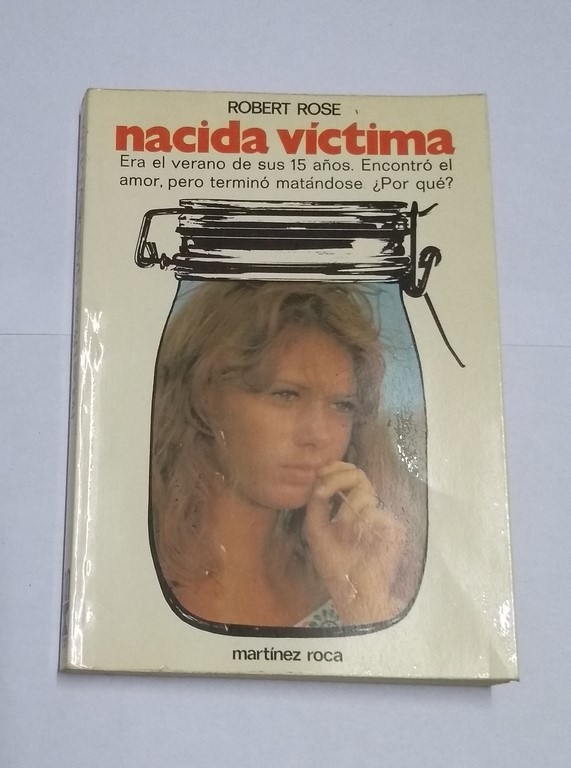 ROBERT ROSE
nacida víctima
Era el verano de sus 15 años. Encontró el
amor, pero terminó matándose ¿Por qué?
martínez roca